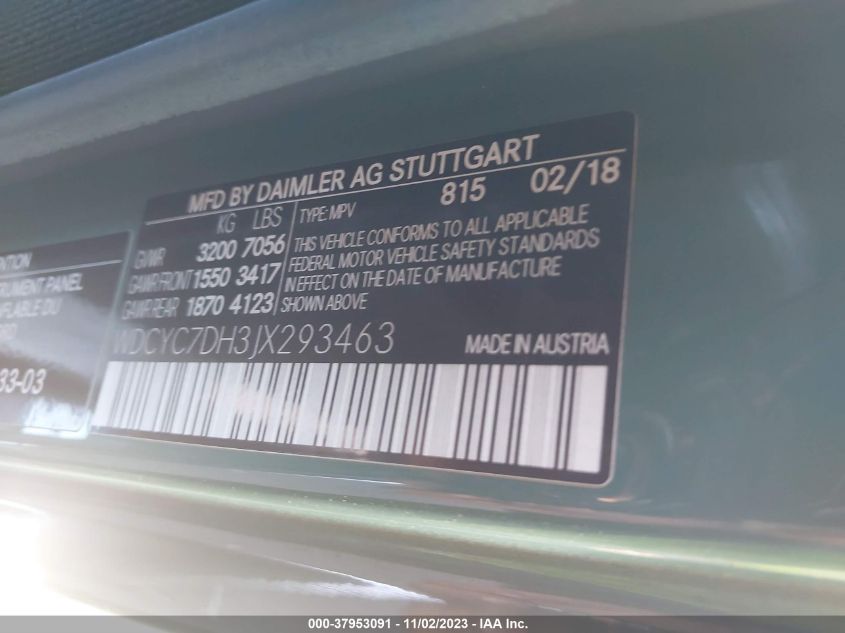 MFD BY DAIMLER AG STUTTGART
KG LBS
GVWR 3200 7056
GAWR FRONT 1550 3417
GAWR REAR 1870 4123
TYPE: MPV 815 02/18
THIS VEHICLE CONFORMS TO ALL APPLICABLE
FEDERAL MOTOR VEHICLE SAFETY STANDARDS
IN EFFECT ON THE DATE OF MANUFACTURE
SHOWN ABOVE
WDCYC7DH3JX293463 MADE IN AUSTRIA
PANEL
DU
33-03
000-37953091 - 11/02/2023 - IAA Inc.